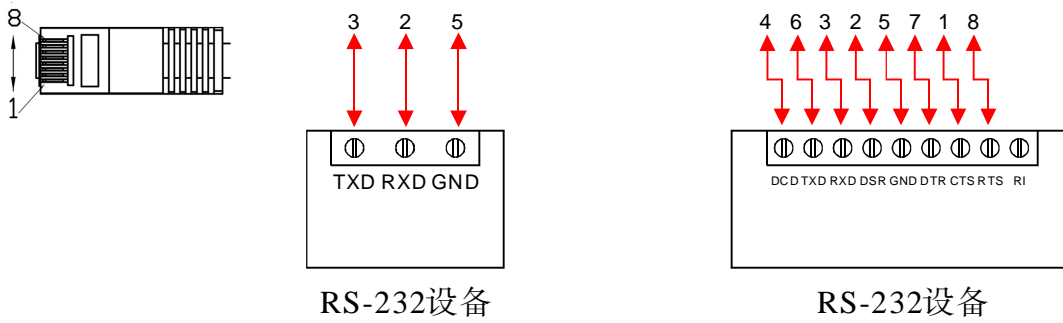 8
1
3 2 5
TXD RXD GND
RS-232设备
4 6 3 2 5 7 1 8
DCD TXD RXD DSR GND DTR CTS RTS RI
RS-232设备